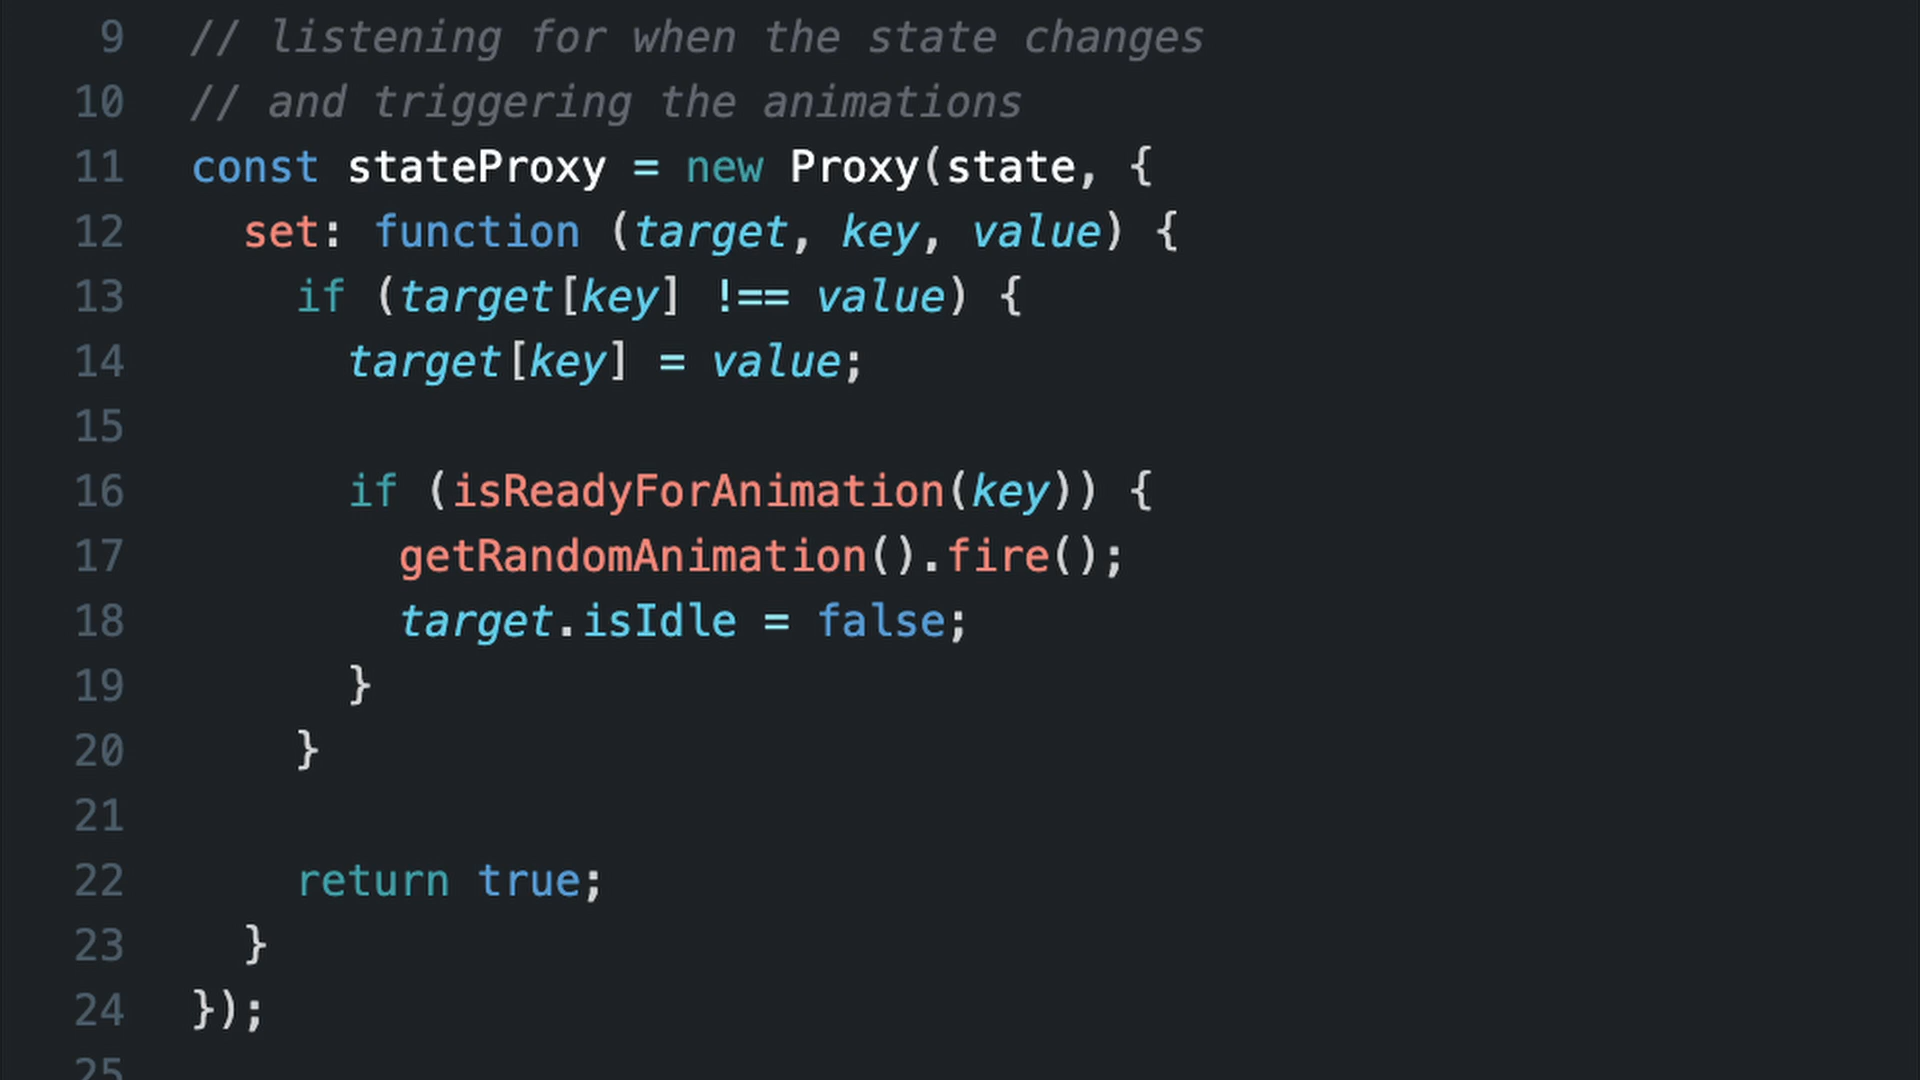 9 // listening for when the state changes
10 // and triggering the animations
11 const stateProxy = new Proxy(state, {
12 set: function (target, key, value) {
13 if (target[key] !== value) {
14 target[key] = value;
15
16 if (isReadyForAnimation(key)) {
17 getRandomAnimation().fire();
18 target.isIdle = false;
19 }
20 }
21
22 return true;
23 }
24 });
25